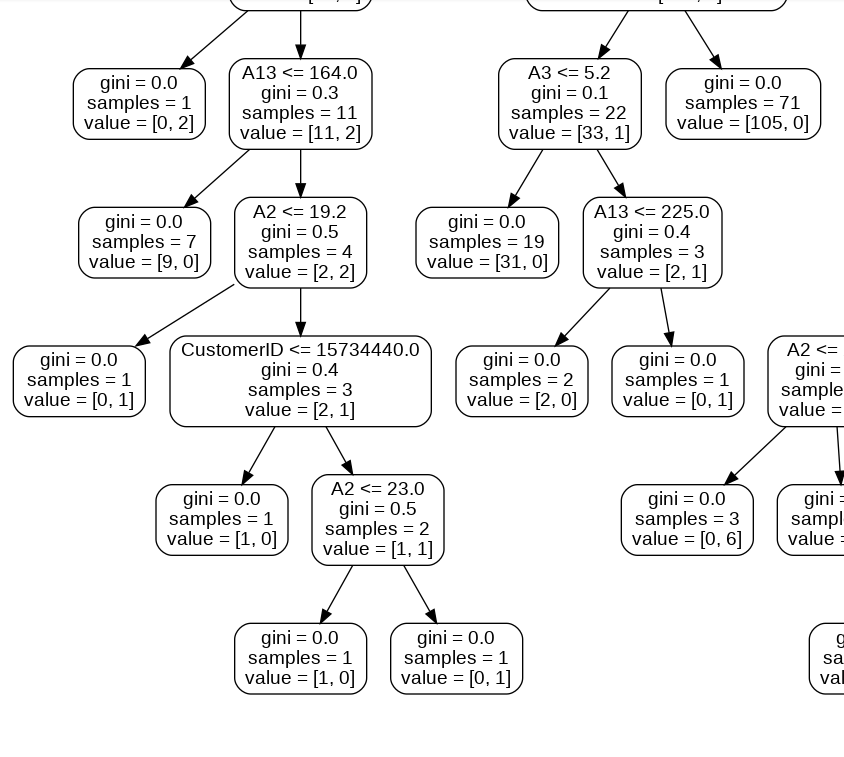 gini = 0.0
samples = 1
value = [0, 2]
A13 <= 164.0
gini = 0.3
samples = 11
value = [11, 2]
A3 <= 5.2
gini = 0.1
samples = 22
value = [33, 1]
gini = 0.0
samples = 71
value = [105, 0]
gini = 0.0
samples = 7
value = [9, 0]
A2 <= 19.2
gini = 0.5
samples = 4
value = [2, 2]
gini = 0.0
samples = 19
value = [31, 0]
A13 <= 225.0
gini = 0.4
samples = 3
value = [2, 1]
gini = 0.0
samples = 1
value = [0, 1]
CustomerID <= 15734440.0
gini = 0.4
samples = 3
value = [2, 1]
gini = 0.0
samples = 2
value = [2, 0]
gini = 0.0
samples = 1
value = [0, 1]
A2 <=
gini =
sample
value =
gini = 0.0
samples = 1
value = [1, 0]
A2 <= 23.0
gini = 0.5
samples = 2
value = [1, 1]
gini = 0.0
samples = 3
value = [0, 6]
gini =
sampl
value =
gini = 0.0
samples = 1
value = [1, 0]
gini = 0.0
samples = 1
value = [0, 1]
g
sa
val